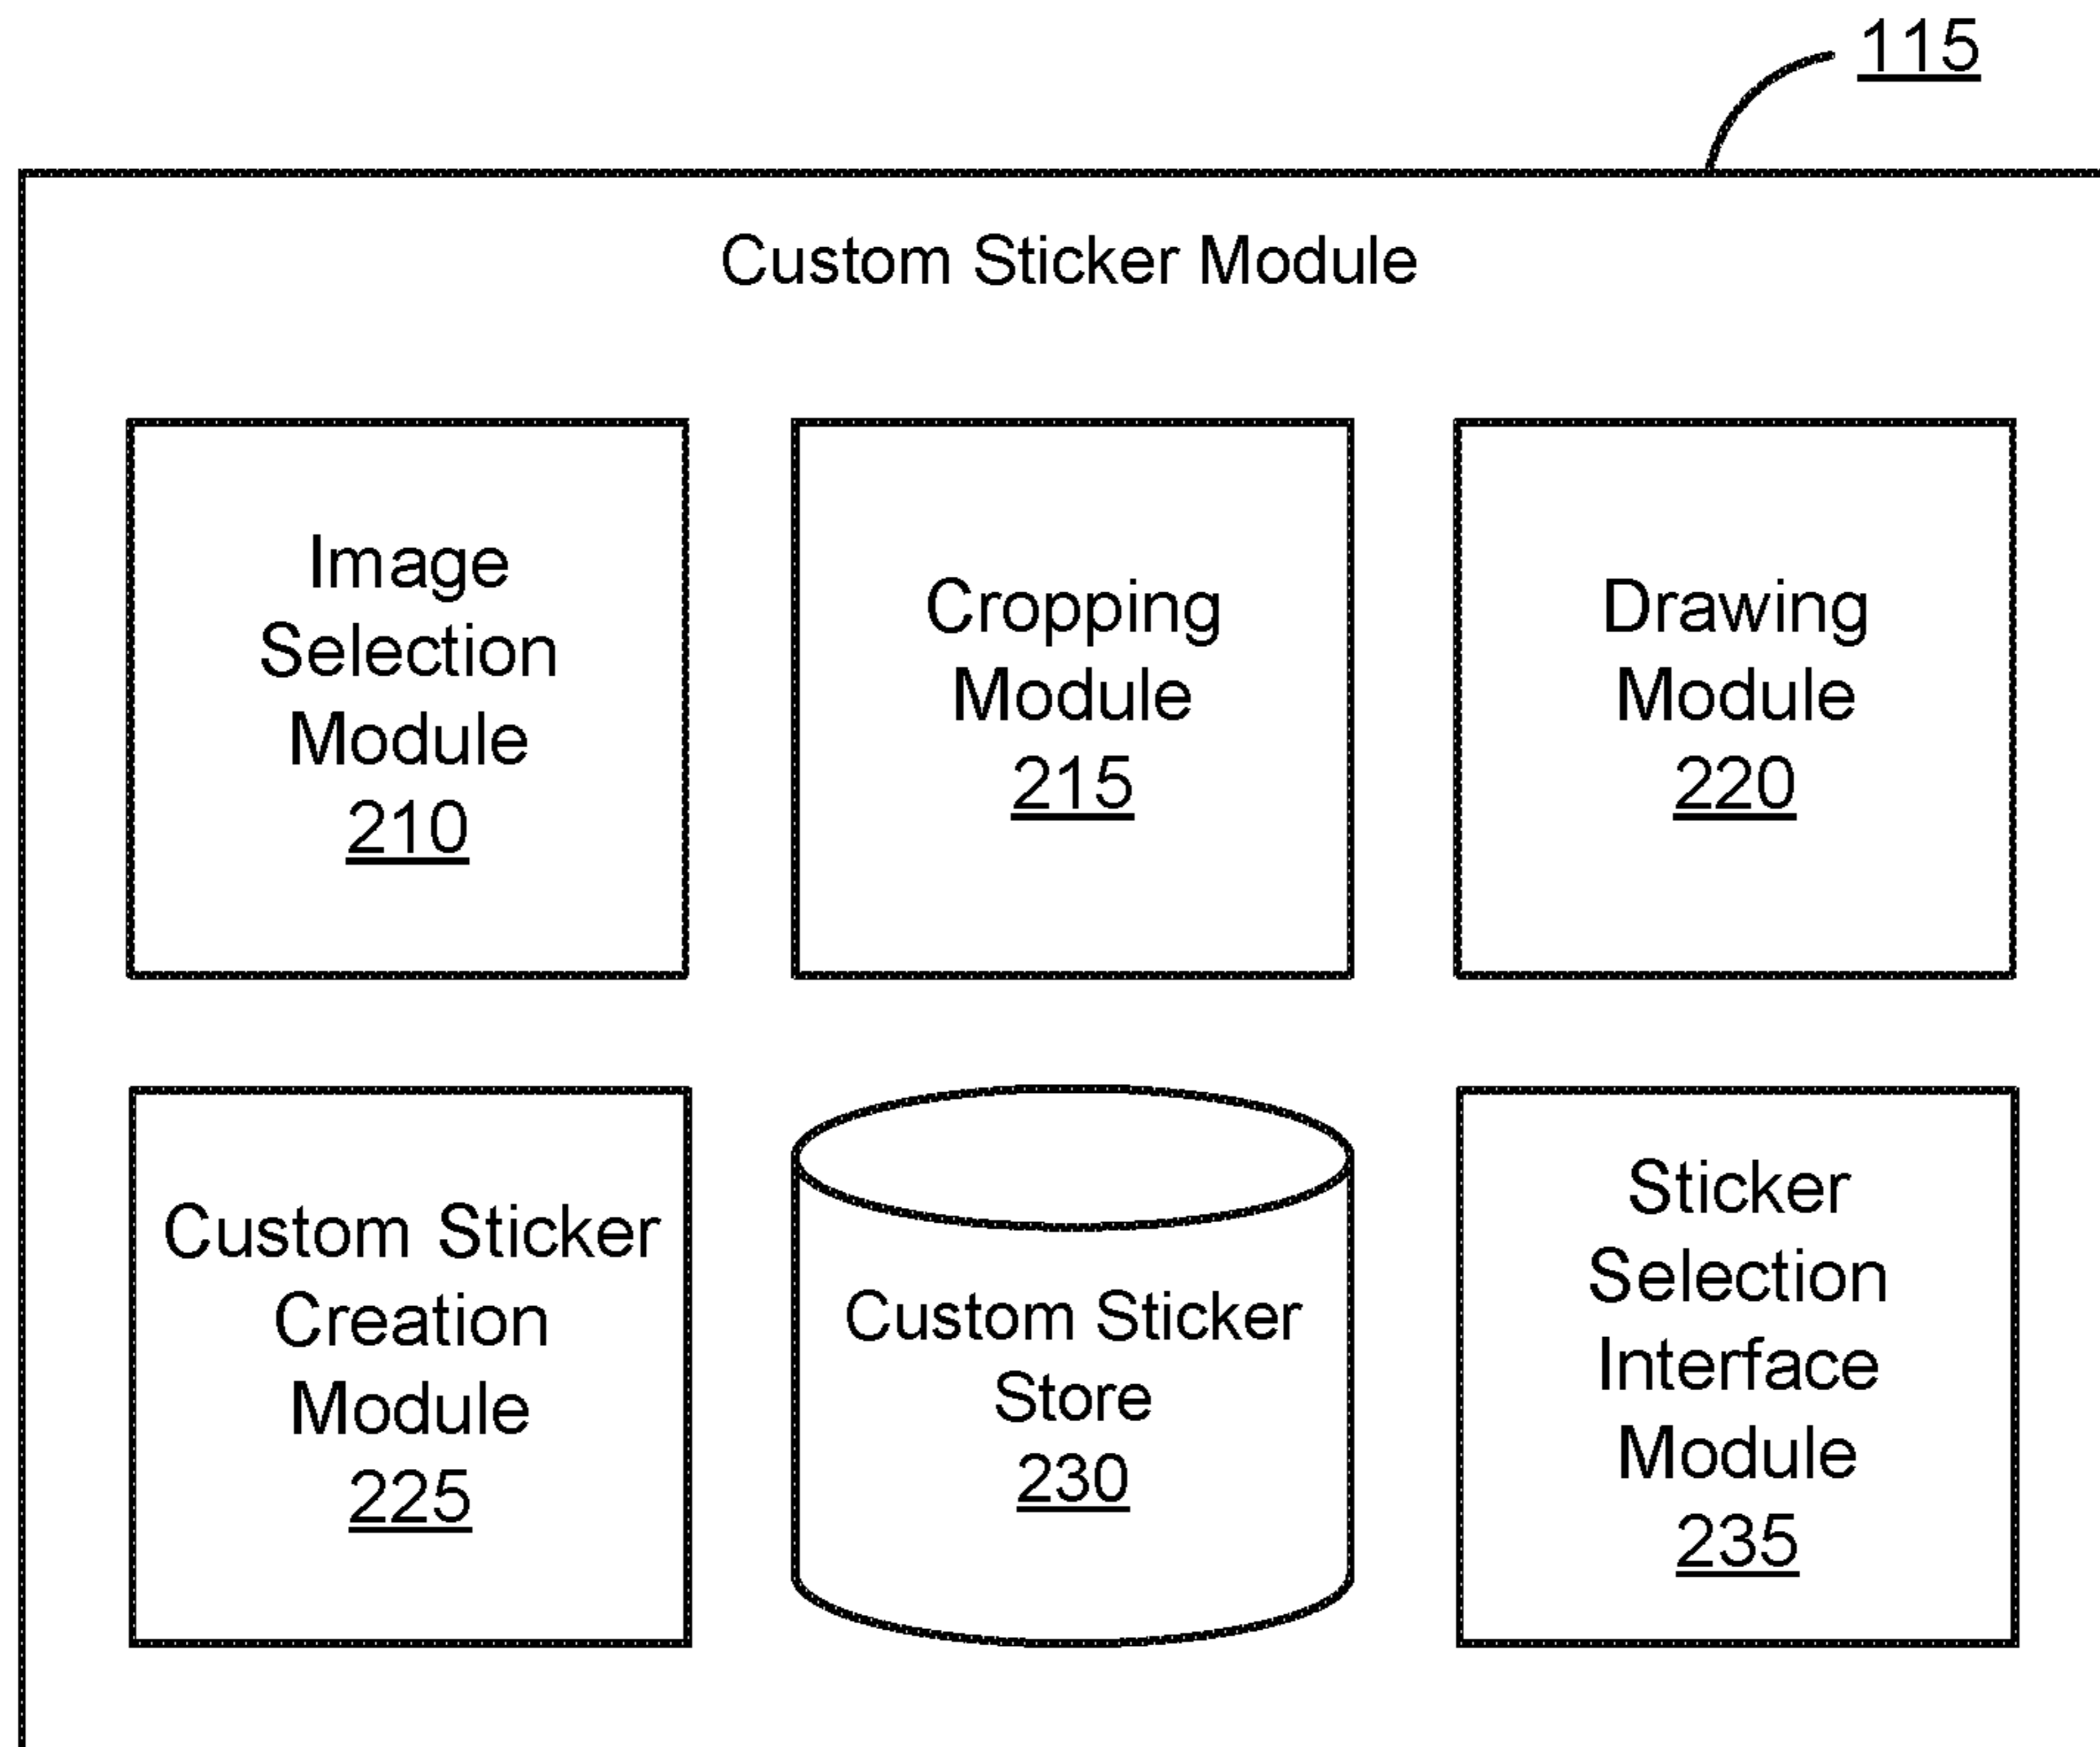 115
Custom Sticker Module
Image
Selection
Module
210
Cropping
Module
215
Drawing
Module
220
Custom Sticker
Creation
Module
225
Custom Sticker
Store
230
Sticker
Selection
Interface
Module
235